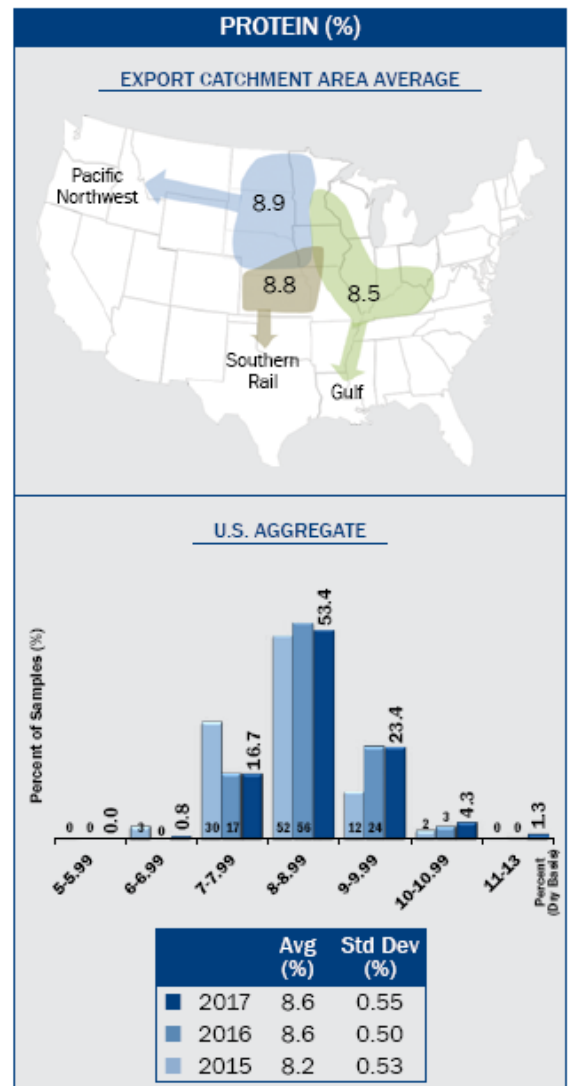 PROTEIN (%)
EXPORT CATCHMENT AREA AVERAGE
Pacific
Northwest
8.9
8.8
8.5
Southern
Rail
Gulf
U.S. AGGREGATE
Percent of Samples (%)
0 0 0.0
3 0 0.8
30 17 16.7
52 56 53.4
12 24 23.4
2 3 4.3
0 0 1.3
5-5.99
6-6.99
7-7.99
8-8.99
9-9.99
10-10.99
11-13
Percent
(Dry Basis)
Avg Std Dev
(%) (%)
2017 8.6 0.55
2016 8.6 0.50
2015 8.2 0.53